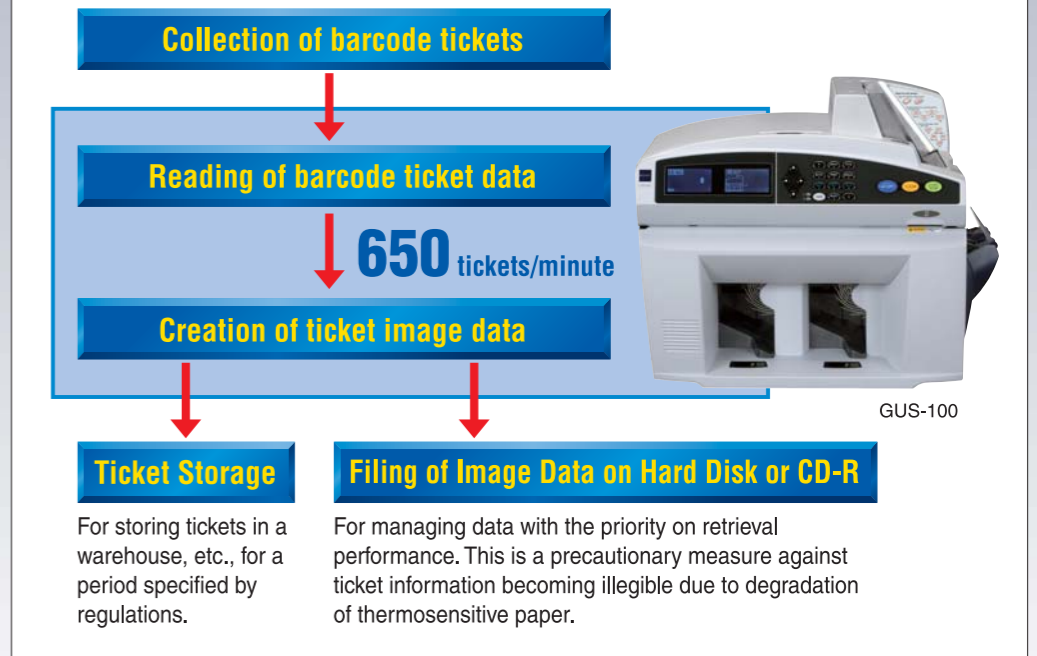 Collection of barcode tickets
Reading of barcode ticket data
650 tickets/minute
Creation of ticket image data
GUS-100
Ticket Storage
For storing tickets in a
warehouse, etc., for a
period specified by
regulations.
Filing of Image Data on Hard Disk or CD-R
For managing data with the priority on retrieval
performance. This is a precautionary measure against
ticket information becoming illegible due to degradation
of thermosensitive paper.